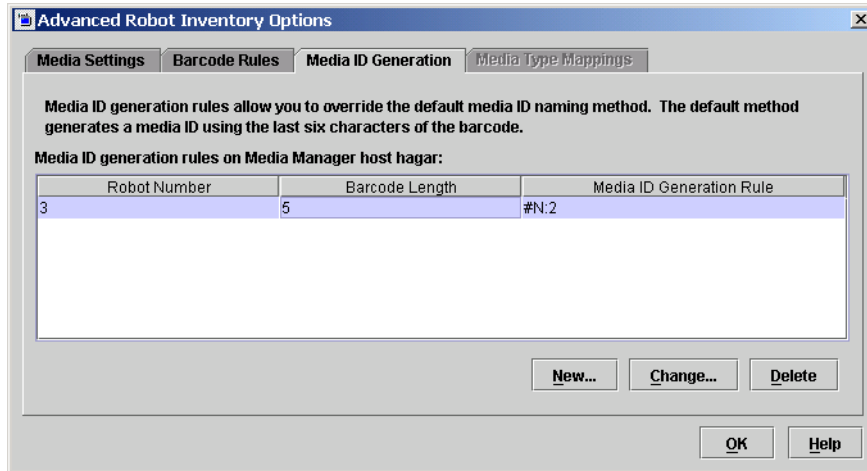 Advanced Robot Inventory Options
Media Settings Barcode Rules Media ID Generation Media Type Mappings
Media ID generation rules allow you to override the default media ID naming method. The default method
generates a media ID using the last six characters of the barcode.
Media ID generation rules on Media Manager host hagar:
Robot Number Barcode Length Media ID Generation Rule
3 5 #N:2
New... Change... Delete
OK Help